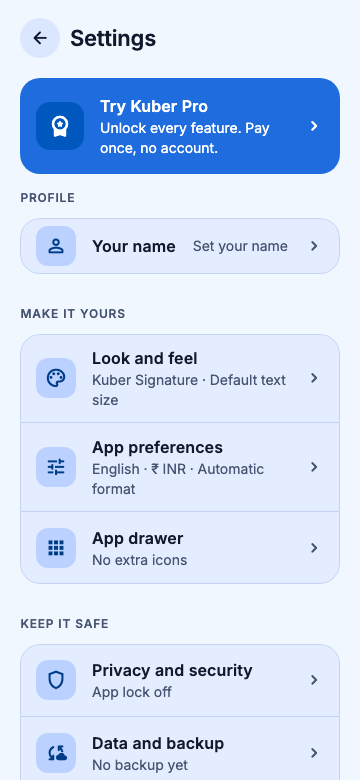 Settings
Try Kuber Pro
Unlock every feature. Pay
once, no account.
PROFILE
Your name Set your name
MAKE IT YOURS
Look and feel
Kuber Signature · Default text
size
App preferences
English · ₹ INR · Automatic
format
App drawer
No extra icons
KEEP IT SAFE
Privacy and security
App lock off
Data and backup
No backup yet